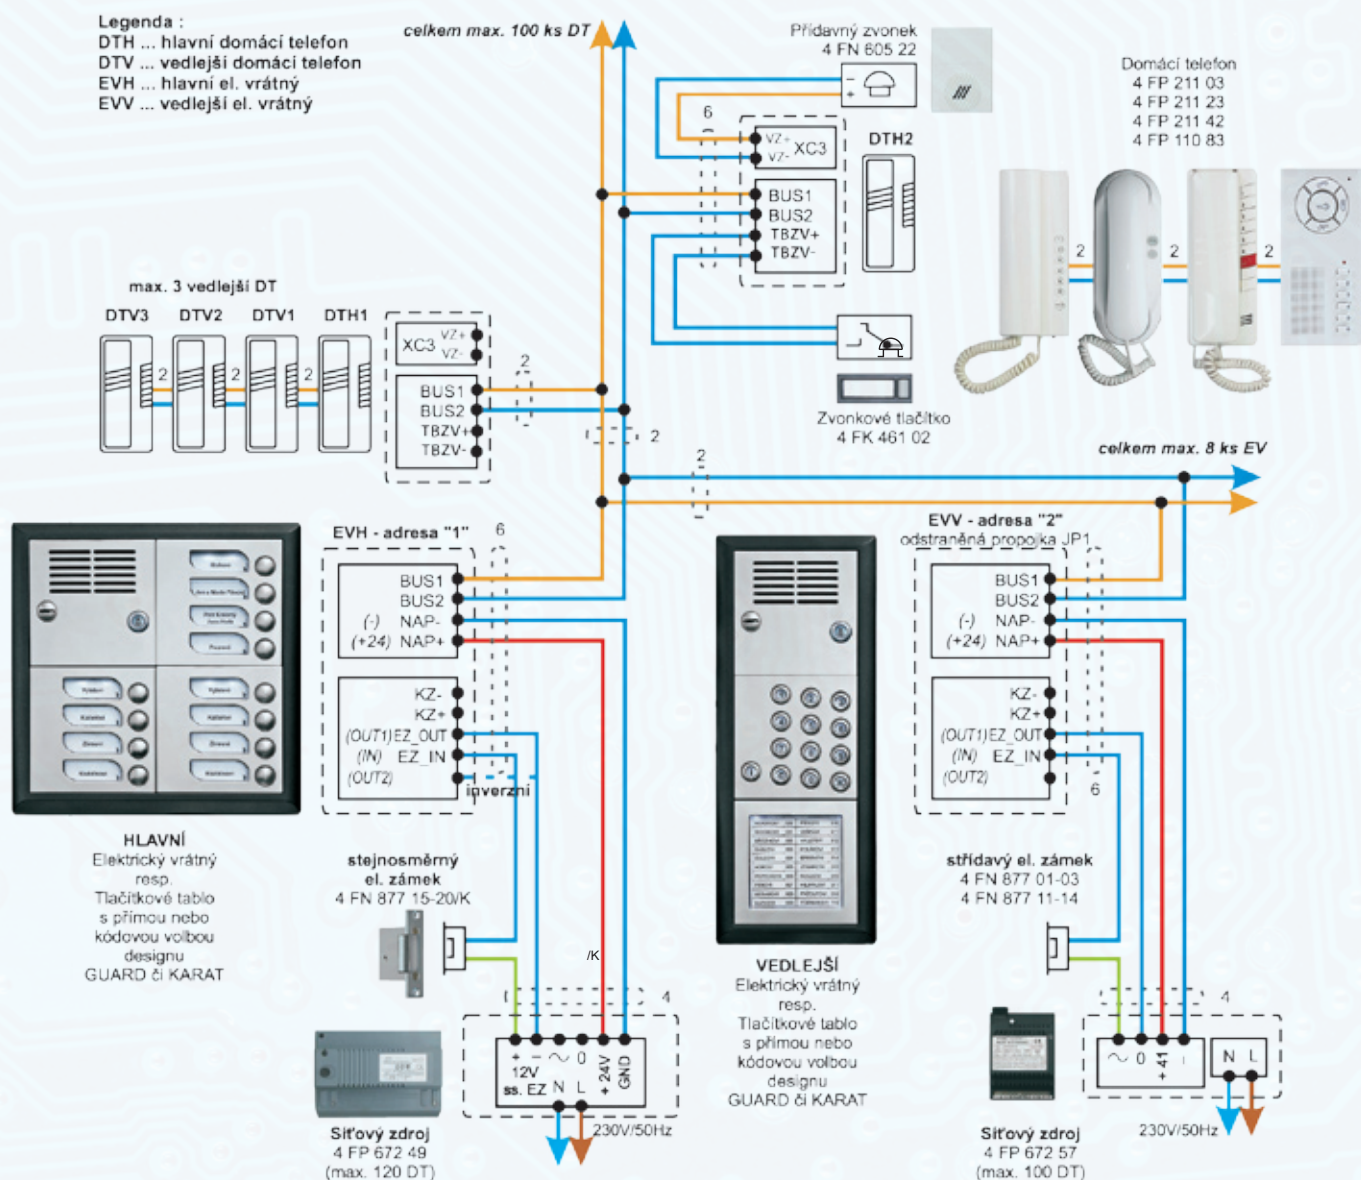 Legenda :
DTH ... hlavní domácí telefon
DTV ... vedlejší domácí telefon
EVH ... hlavní el. vrátný
EVV ... vedlejší el. vrátný
celkem max. 100 ks DT
Přídavný zvonek
4 FN 605 22
−
+
6
VZ+
VZ-
XC3
DTH2
BUS1
BUS2
TBZV+
TBZV-
Domácí telefon
4 FP 211 03
4 FP 211 23
4 FP 211 42
4 FP 110 83
2
2
2
Zvonkové tlačítko
4 FK 461 02
max. 3 vedlejší DT
DTV3
DTV2
DTV1
DTH1
2
2
2
XC3
VZ+
VZ-
BUS1
BUS2
TBZV+
TBZV-
2
2
2
celkem max. 8 ks EV
EVH - adresa "1"
6
BUS1
BUS2
(-) NAP-
(+24) NAP+
KZ-
KZ+
(OUT1)EZ_OUT
(IN) EZ_IN
(OUT2)
inverzní
HLAVNÍ
Elektrický vrátný
resp.
Tlačítkové tablo
s přímou nebo
kódovou volbou
designu
GUARD či KARAT
stejnosměrný
el. zámek
4 FN 877 15-20/K
/K
4
+ − ~ 0
12V
ss. EZ
N L
+ 24V
GND
230V/50Hz
Síťový zdroj
4 FP 672 49
(max. 120 DT)
EVV - adresa "2"
odstraněná propojka JP1
BUS1
BUS2
(-) NAP-
(+24) NAP+
KZ-
KZ+
(OUT1)EZ_OUT
(IN) EZ_IN
(OUT2)
6
VEDLEJŠÍ
Elektrický vrátný
resp.
Tlačítkové tablo
s přímou nebo
kódovou volbou
designu
GUARD či KARAT
střídavý el. zámek
4 FN 877 01-03
4 FN 877 11-14
4
~ 0 +41 −
N L
230V/50Hz
Síťový zdroj
4 FP 672 57
(max. 100 DT)